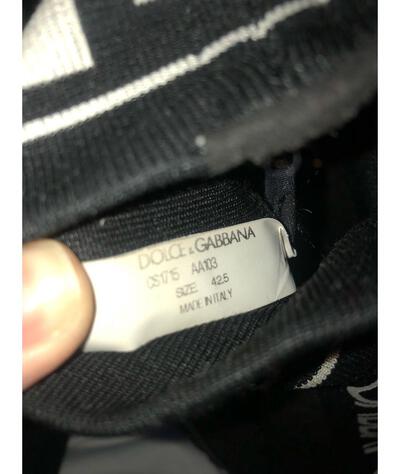 DOLCE & GABBANA
CS1715 AA103
SIZE 42.5
MADE IN ITALY